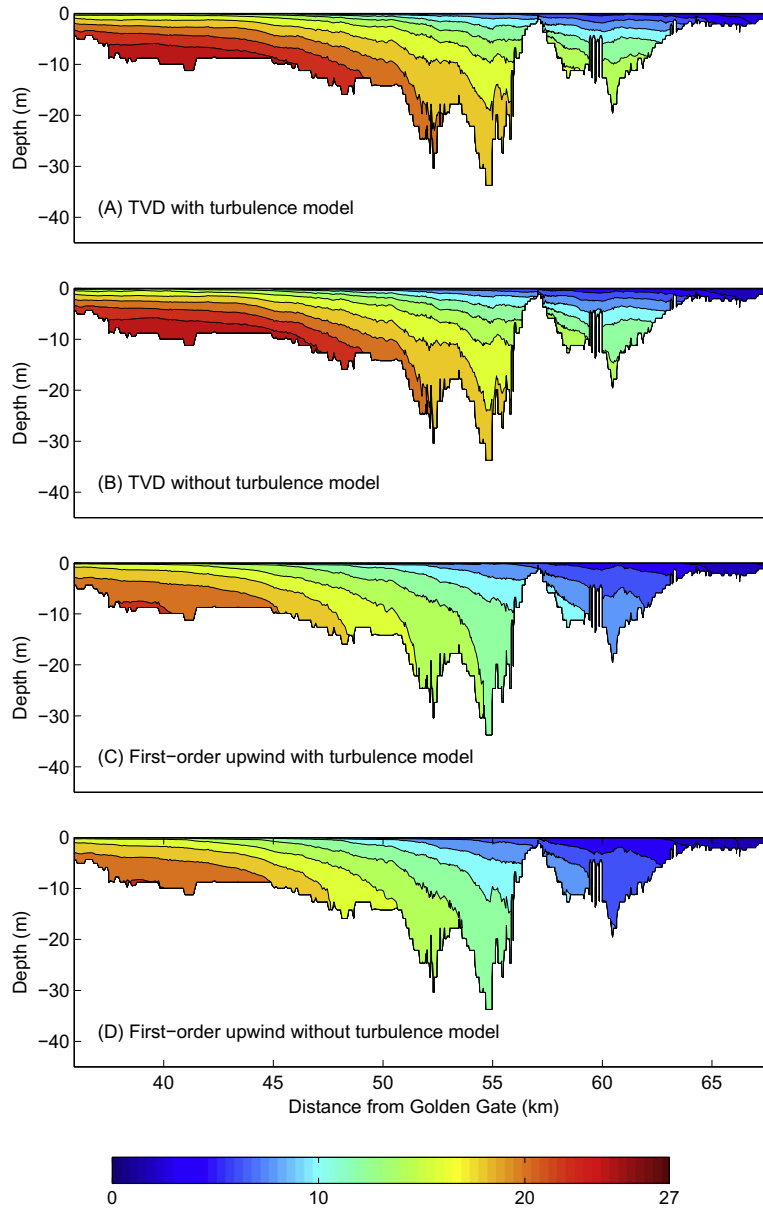 0
−10
−20
−30
−40
Depth (m)
(A) TVD with turbulence model
0
−10
−20
−30
−40
Depth (m)
(B) TVD without turbulence model
0
−10
−20
−30
−40
Depth (m)
(C) First−order upwind with turbulence model
0
−10
−20
−30
−40
Depth (m)
(D) First−order upwind without turbulence model
40 45 50 55 60 65
Distance from Golden Gate (km)
0 10 20 27